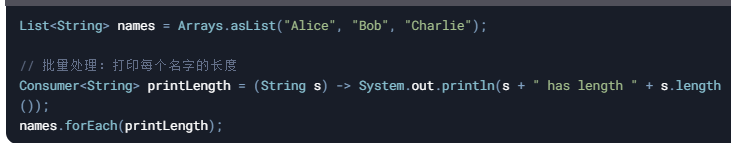 List<String> names = Arrays.asList("Alice", "Bob", "Charlie");
// 批量处理: 打印每个名字的长度
Consumer<String> printLength = (String s) -> System.out.println(s + " has length " + s.length
());
names.forEach(printLength);